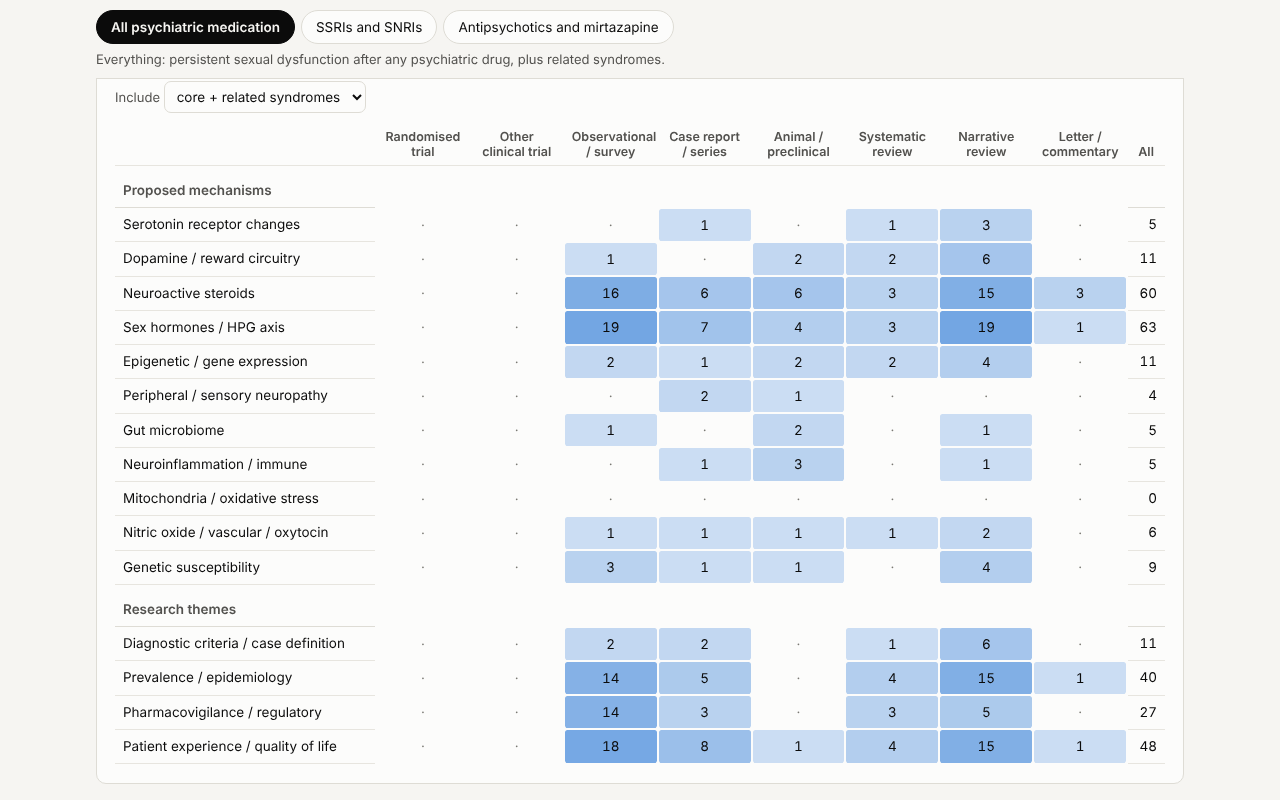 All psychiatric medication SSRIs and SNRIs Antipsychotics and mirtazapine
Everything: persistent sexual dysfunction after any psychiatric drug, plus related syndromes.
Include core + related syndromes
Randomised trial Other clinical trial Observational / survey Case report / series Animal / preclinical Systematic review Narrative review Letter / commentary All
Proposed mechanisms
Serotonin receptor changes · · · 1 · 1 3 · 5
Dopamine / reward circuitry · · 1 · 2 2 6 · 11
Neuroactive steroids · · 16 6 6 3 15 3 60
Sex hormones / HPG axis · · 19 7 4 3 19 1 63
Epigenetic / gene expression · · 2 1 2 2 4 · 11
Peripheral / sensory neuropathy · · · 2 1 · · · 4
Gut microbiome · · 1 · 2 · 1 · 5
Neuroinflammation / immune · · · 1 3 · 1 · 5
Mitochondria / oxidative stress · · · · · · · · 0
Nitric oxide / vascular / oxytocin · · 1 1 1 1 2 · 6
Genetic susceptibility · · 3 1 1 · 4 · 9
Research themes
Diagnostic criteria / case definition · · 2 2 · 1 6 · 11
Prevalence / epidemiology · · 14 5 · 4 15 1 40
Pharmacovigilance / regulatory · · 14 3 · 3 5 · 27
Patient experience / quality of life · · 18 8 1 4 15 1 48